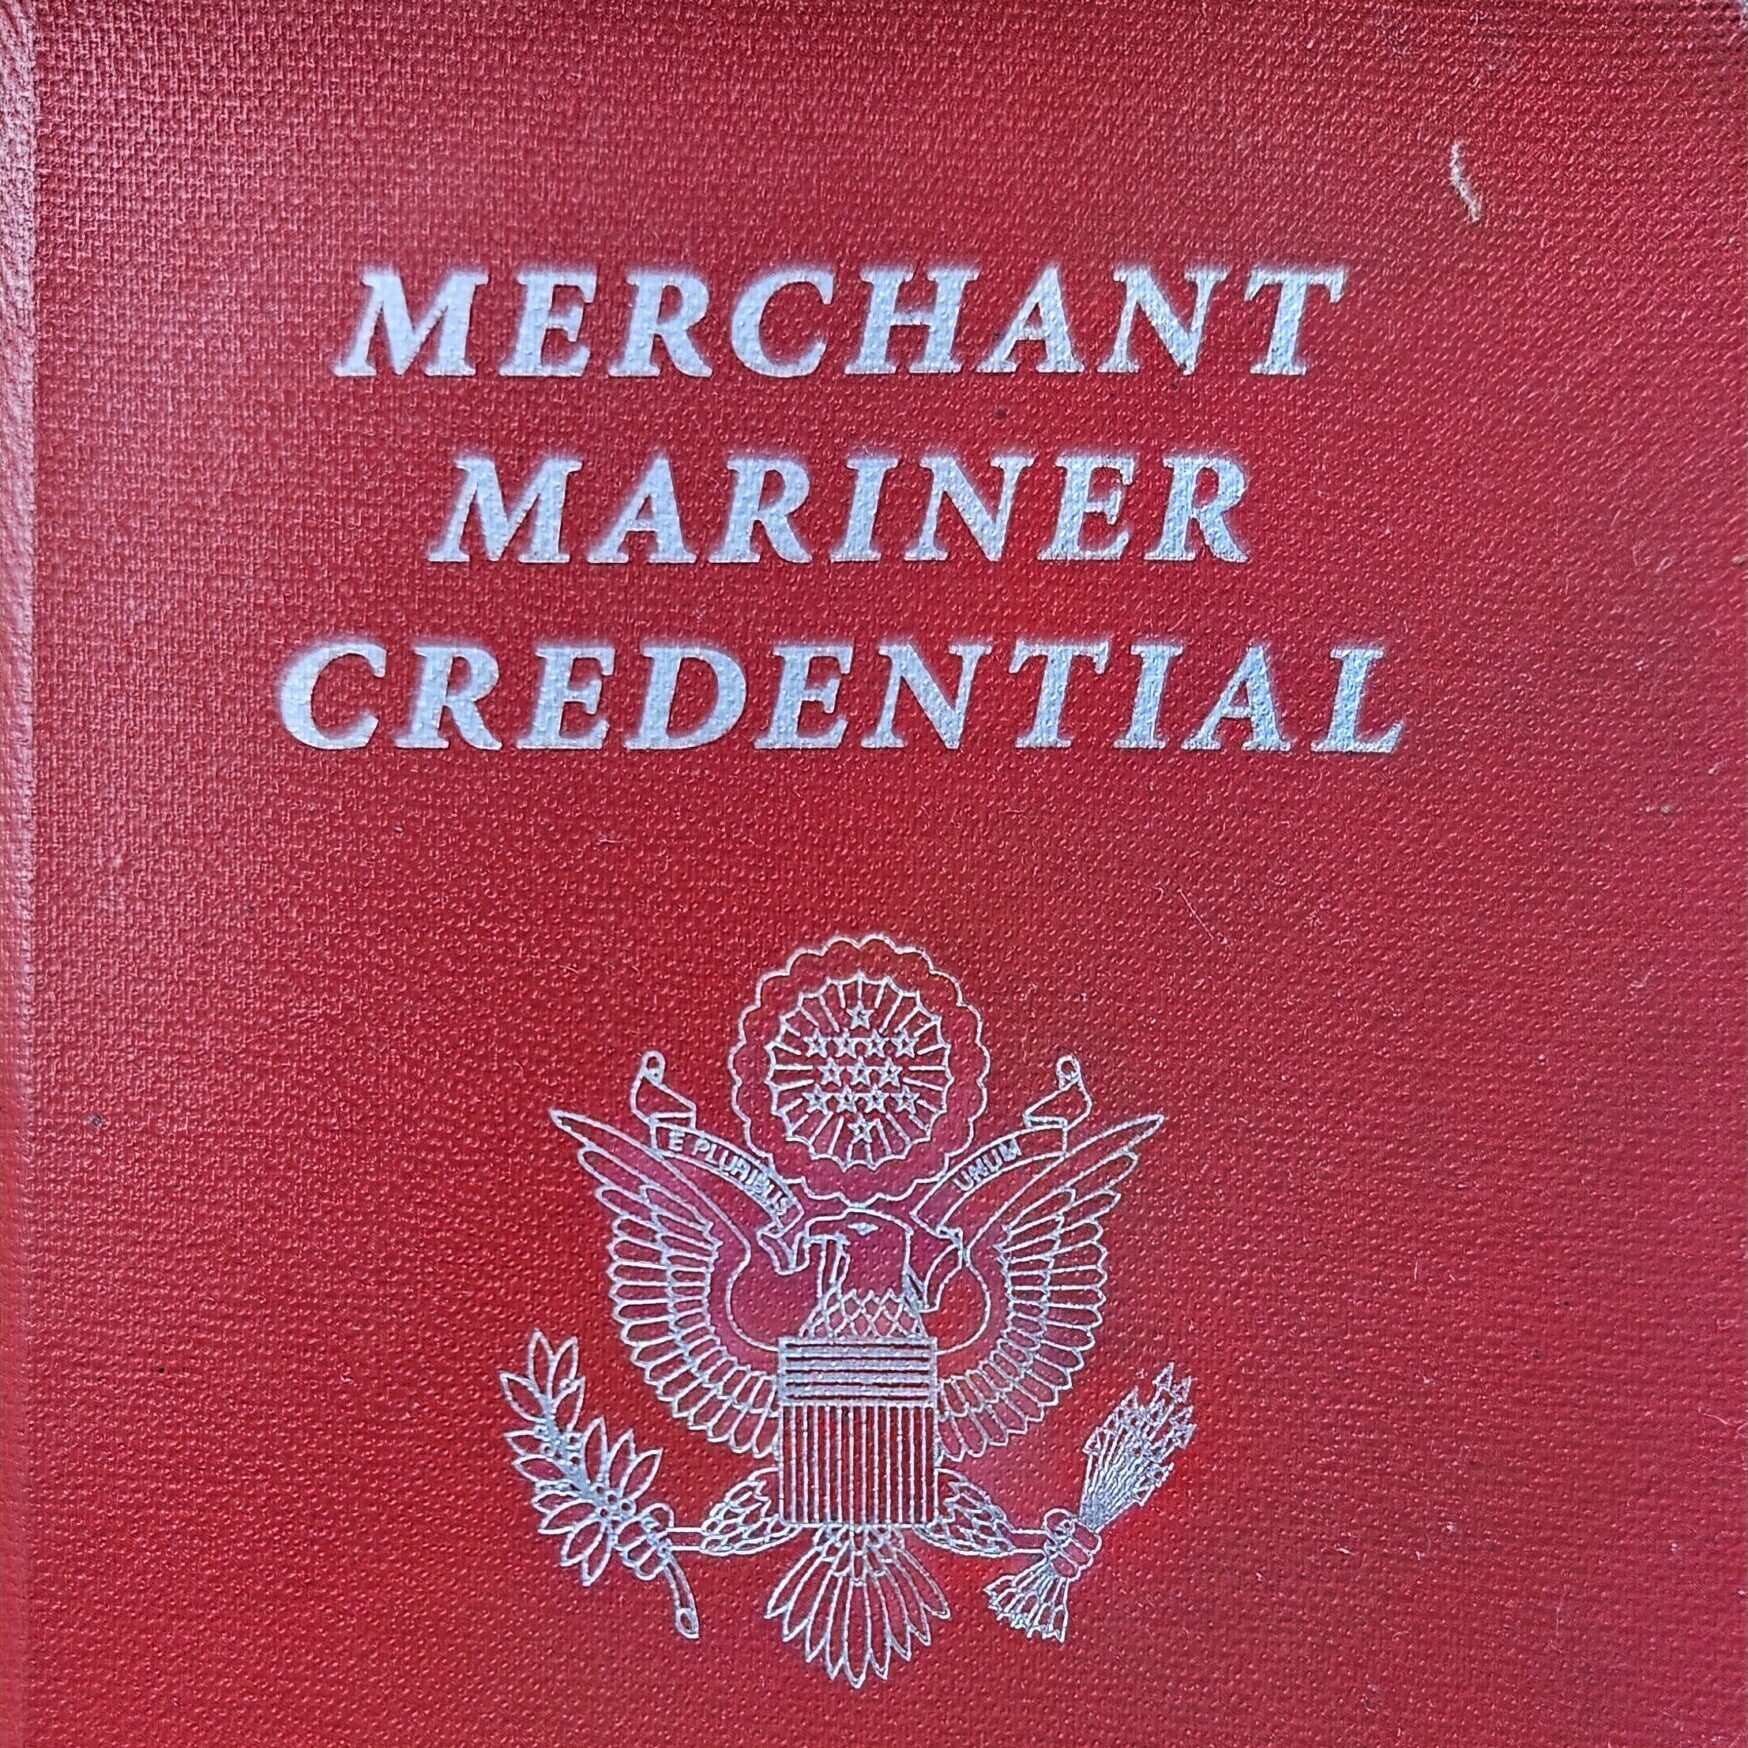 MERCHANT
MARINER
CREDENTIAL
E PLURIBUS UNUM